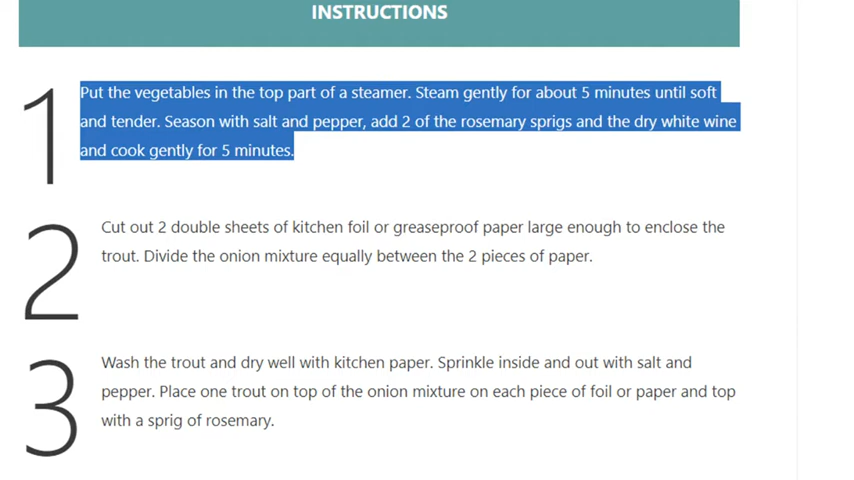 INSTRUCTIONS
1
Put the vegetables in the top part of a steamer. Steam gently for about 5 minutes until soft
and tender. Season with salt and pepper, add 2 of the rosemary sprigs and the dry white wine
and cook gently for 5 minutes.
2
Cut out 2 double sheets of kitchen foil or greaseproof paper large enough to enclose the
trout. Divide the onion mixture equally between the 2 pieces of paper.
3
Wash the trout and dry well with kitchen paper. Sprinkle inside and out with salt and
pepper. Place one trout on top of the onion mixture on each piece of foil or paper and top
with a sprig of rosemary.